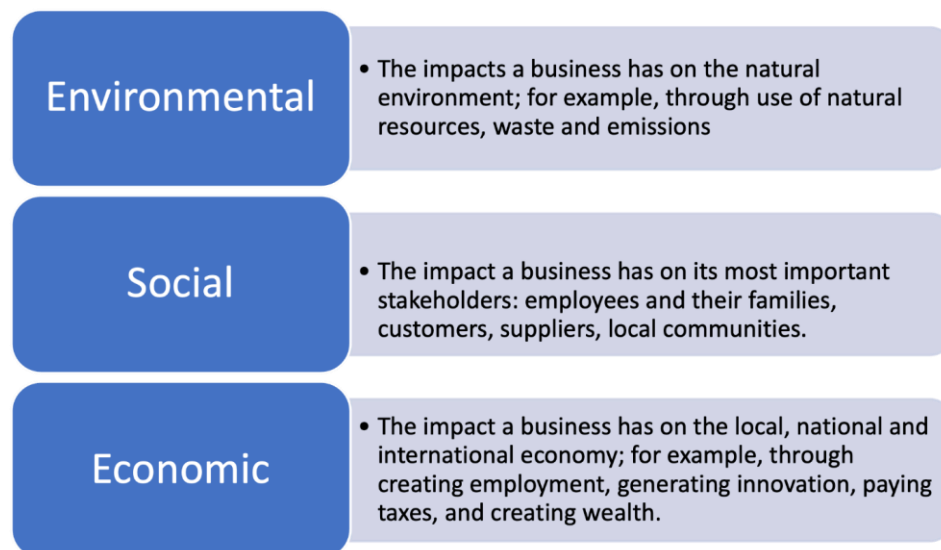 Environmental
• The impacts a business has on the natural
environment; for example, through use of natural
resources, waste and emissions
Social
• The impact a business has on its most important
stakeholders: employees and their families,
customers, suppliers, local communities.
Economic
• The impact a business has on the local, national and
international economy; for example, through
creating employment, generating innovation, paying
taxes, and creating wealth.